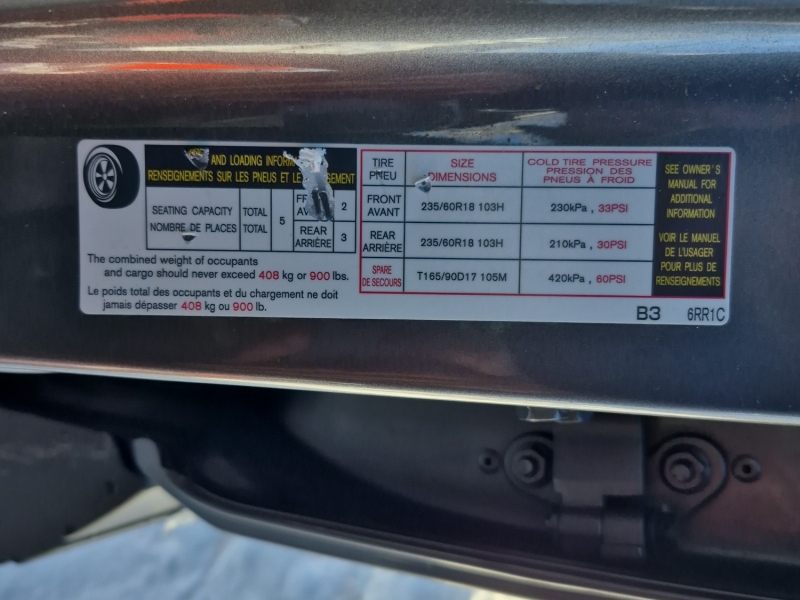 AND LOADING
RENSEIGNEMENTS SUR LES PNEUS ET LE
SEATING CAPACITY TOTAL 5 2
NOMBRE DE PLACES TOTAL REAR ARRIÈRE 3
The combined weight of occupants
and cargo should never exceed 408 kg or 900 lbs.
Le poids total des occupants et du chargement ne doit
jamais dépasser 408 kg ou 900 lb.
TIRE SIZE COLD TIRE PRESSURE
PNEU DIMENSIONS PRESSION DES
PNEUS À FROID
FRONT
AVANT 235/60R18 103H 230kPa , 33PSI
REAR
ARRIÈRE 235/60R18 103H 210kPa , 30PSI
SPARE
DE SECOURS T165/90D17 105M 420kPa , 60PSI
SEE OWNER'S
MANUAL FOR
ADDITIONAL
INFORMATION
VOIR LE MANUEL
DE L'USAGER
POUR PLUS DE
RENSEIGNEMENTS
B3 6RR1C